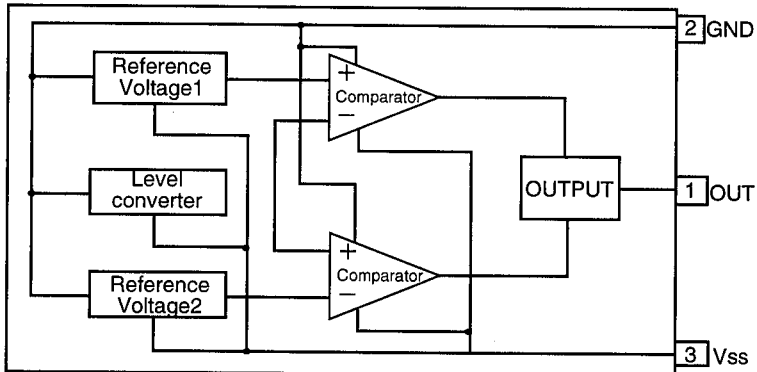 2 GND
Reference
Voltage1
+
Comparator
−
Level
converter
OUTPUT
1 OUT
+
Comparator
−
Reference
Voltage2
3 Vss